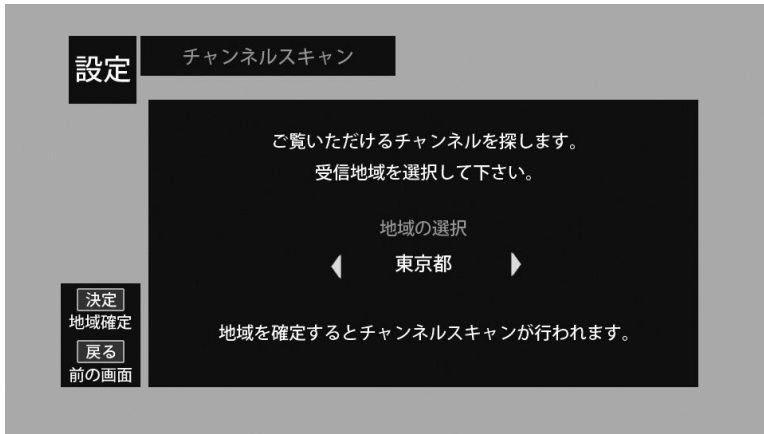 設定
チャンネルスキャン
ご覧いただけるチャンネルを探します。
受信地域を選択して下さい。
地域の選択
東京都
地域を確定するとチャンネルスキャンが行われます。
決定
地域確定
戻る
前の画面